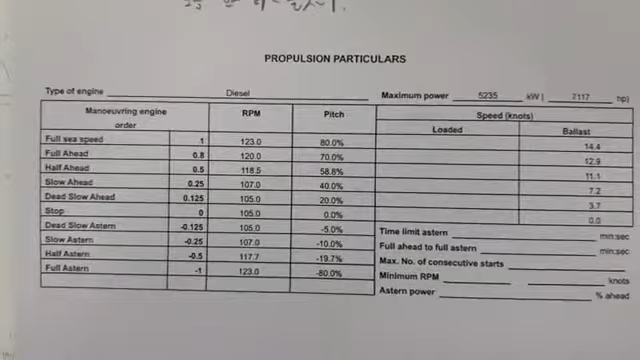 PROPULSION PARTICULARS
Type of engine Diesel Maximum power 5235 kW ( 7117 hp)
Manoeuvring engine order RPM Pitch Speed (knots)
Loaded Ballast
Full sea speed 1 123.0 80.0% 14.4
Full Ahead 0.8 120.0 70.0% 12.9
Half Ahead 0.5 118.5 58.8% 11.1
Slow Ahead 0.25 107.0 40.0% 7.2
Dead Slow Ahead 0.125 105.0 20.0% 3.7
Stop 0 105.0 0.0% 0.0
Dead Slow Astern -0.125 105.0 -5.0% Time limit astern min:sec
Slow Astern -0.25 107.0 -10.0% Full ahead to full astern min:sec
Half Astern -0.5 117.7 -19.7% Max. No. of consecutive starts
Full Astern -1 123.0 -80.0% Minimum RPM knots
Astern power % ahead